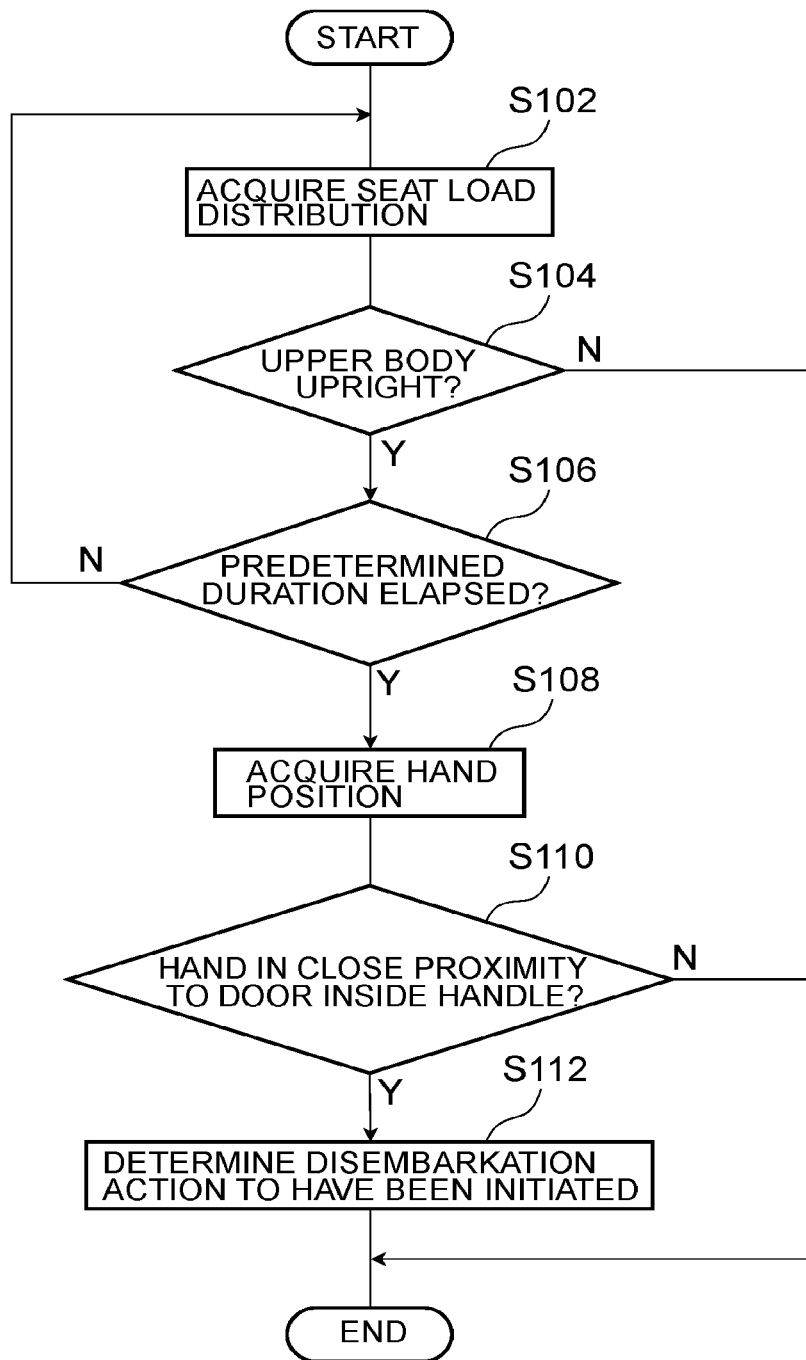 START
S102
ACQUIRE SEAT LOAD
DISTRIBUTION
S104
UPPER BODY
UPRIGHT?
N
Y
S106
PREDETERMINED
DURATION ELAPSED?
N
Y
S108
ACQUIRE HAND
POSITION
S110
HAND IN CLOSE PROXIMITY
TO DOOR INSIDE HANDLE?
N
Y
S112
DETERMINE DISEMBARKATION
ACTION TO HAVE BEEN INITIATED
END